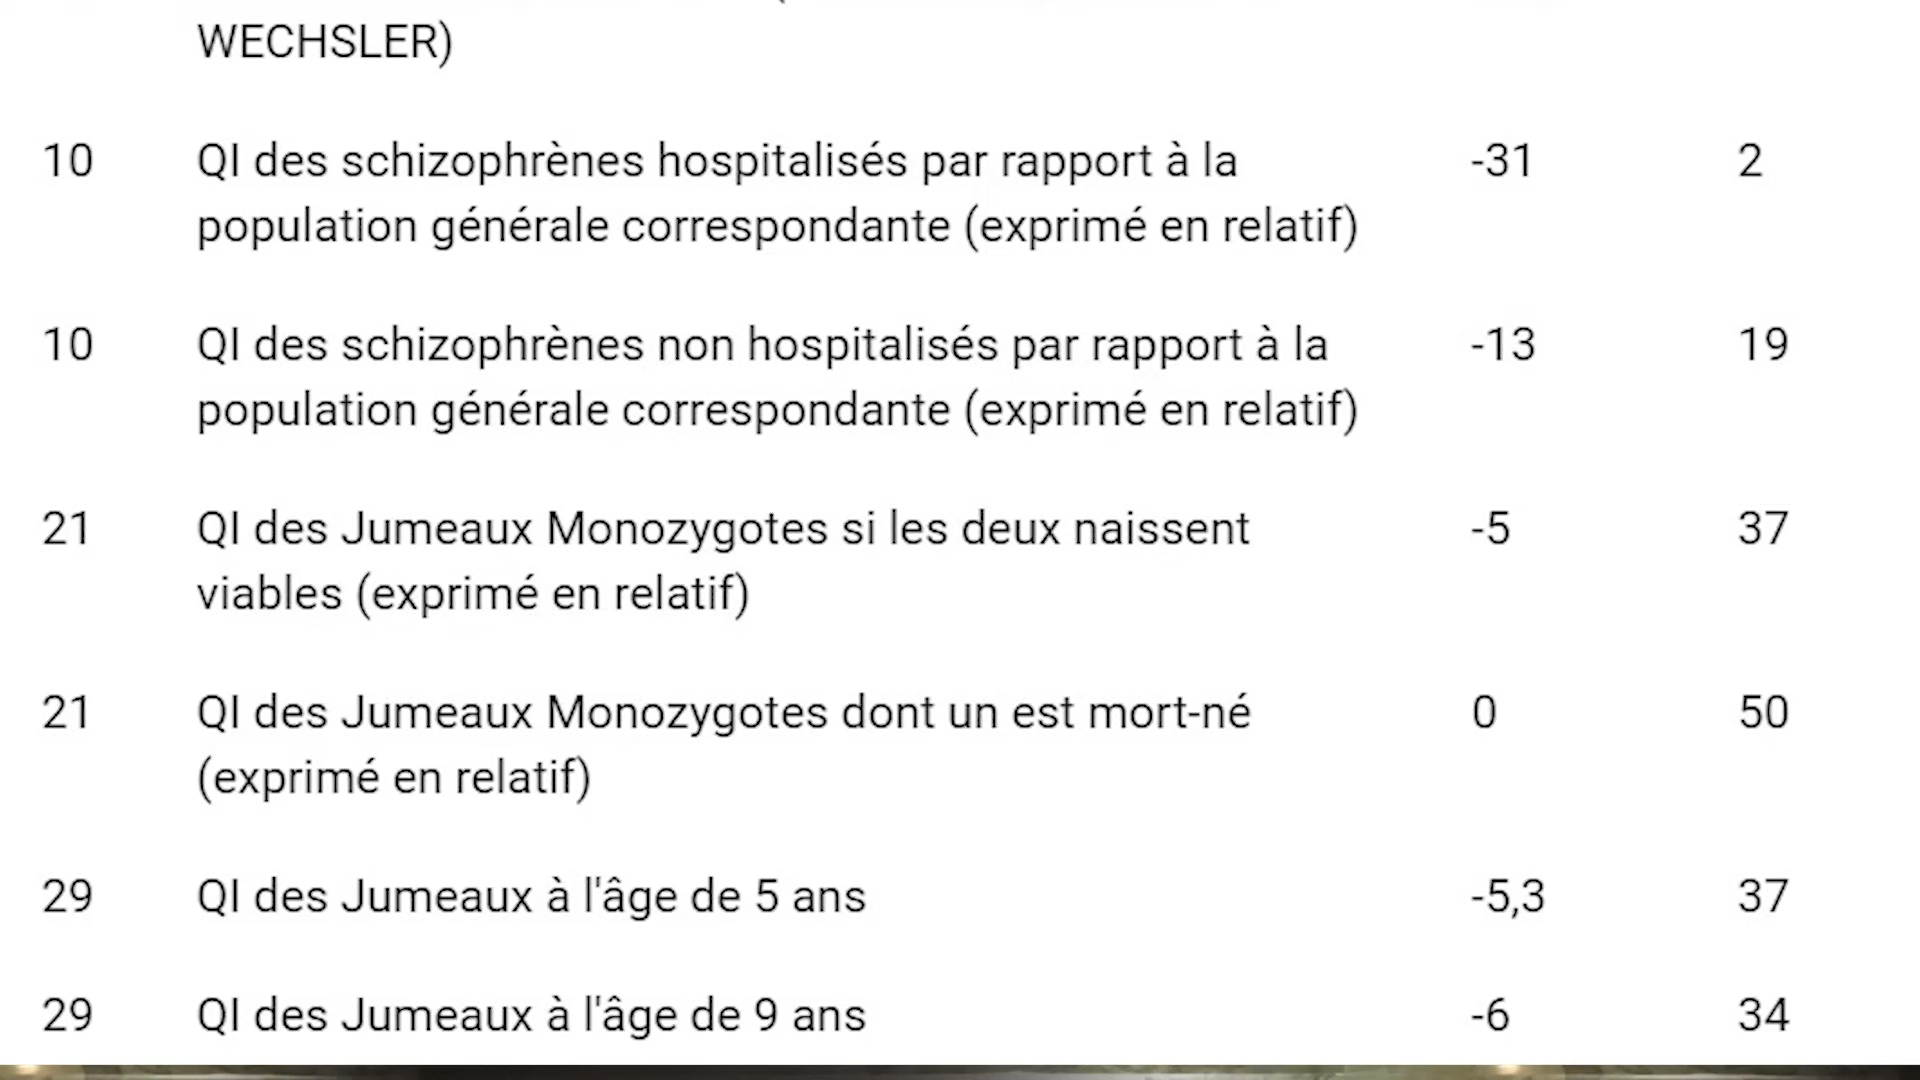 WECHSLER)
10 QI des schizophrènes hospitalisés par rapport à la -31 2
population générale correspondante (exprimé en relatif)
10 QI des schizophrènes non hospitalisés par rapport à la -13 19
population générale correspondante (exprimé en relatif)
21 QI des Jumeaux Monozygotes si les deux naissent -5 37
viables (exprimé en relatif)
21 QI des Jumeaux Monozygotes dont un est mort-né 0 50
(exprimé en relatif)
29 QI des Jumeaux à l'âge de 5 ans -5,3 37
29 QI des Jumeaux à l'âge de 9 ans -6 34